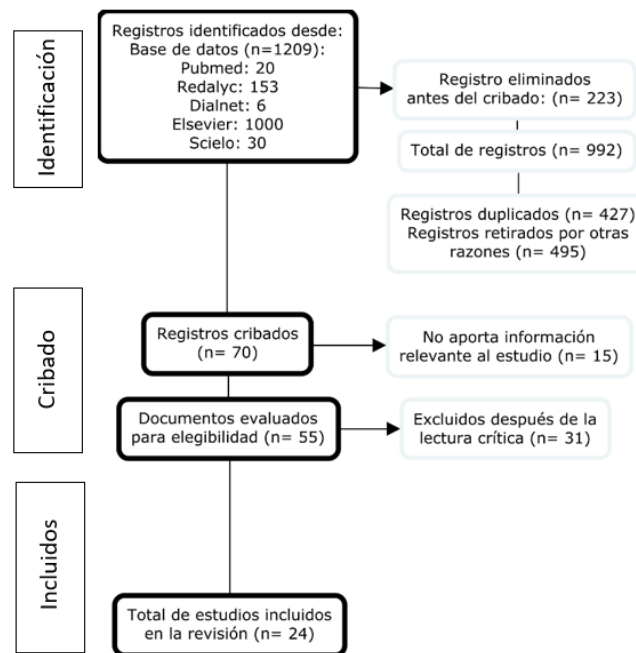 Identificación
Registros identificados desde:
Base de datos (n=1209):
Pubmed: 20
Redalyc: 153
Dialnet: 6
Elsevier: 1000
Scielo: 30
Registro eliminados
antes del cribado: (n= 223)
Total de registros (n= 992)
Registros duplicados (n= 427)
Registros retirados por otras
razones (n= 495)
Cribado
Registros cribados
(n= 70)
No aporta información
relevante al estudio (n= 15)
Documentos evaluados
para elegibilidad (n= 55)
Excluidos después de la
lectura crítica (n= 31)
Incluidos
Total de estudios incluidos
en la revisión (n= 24)